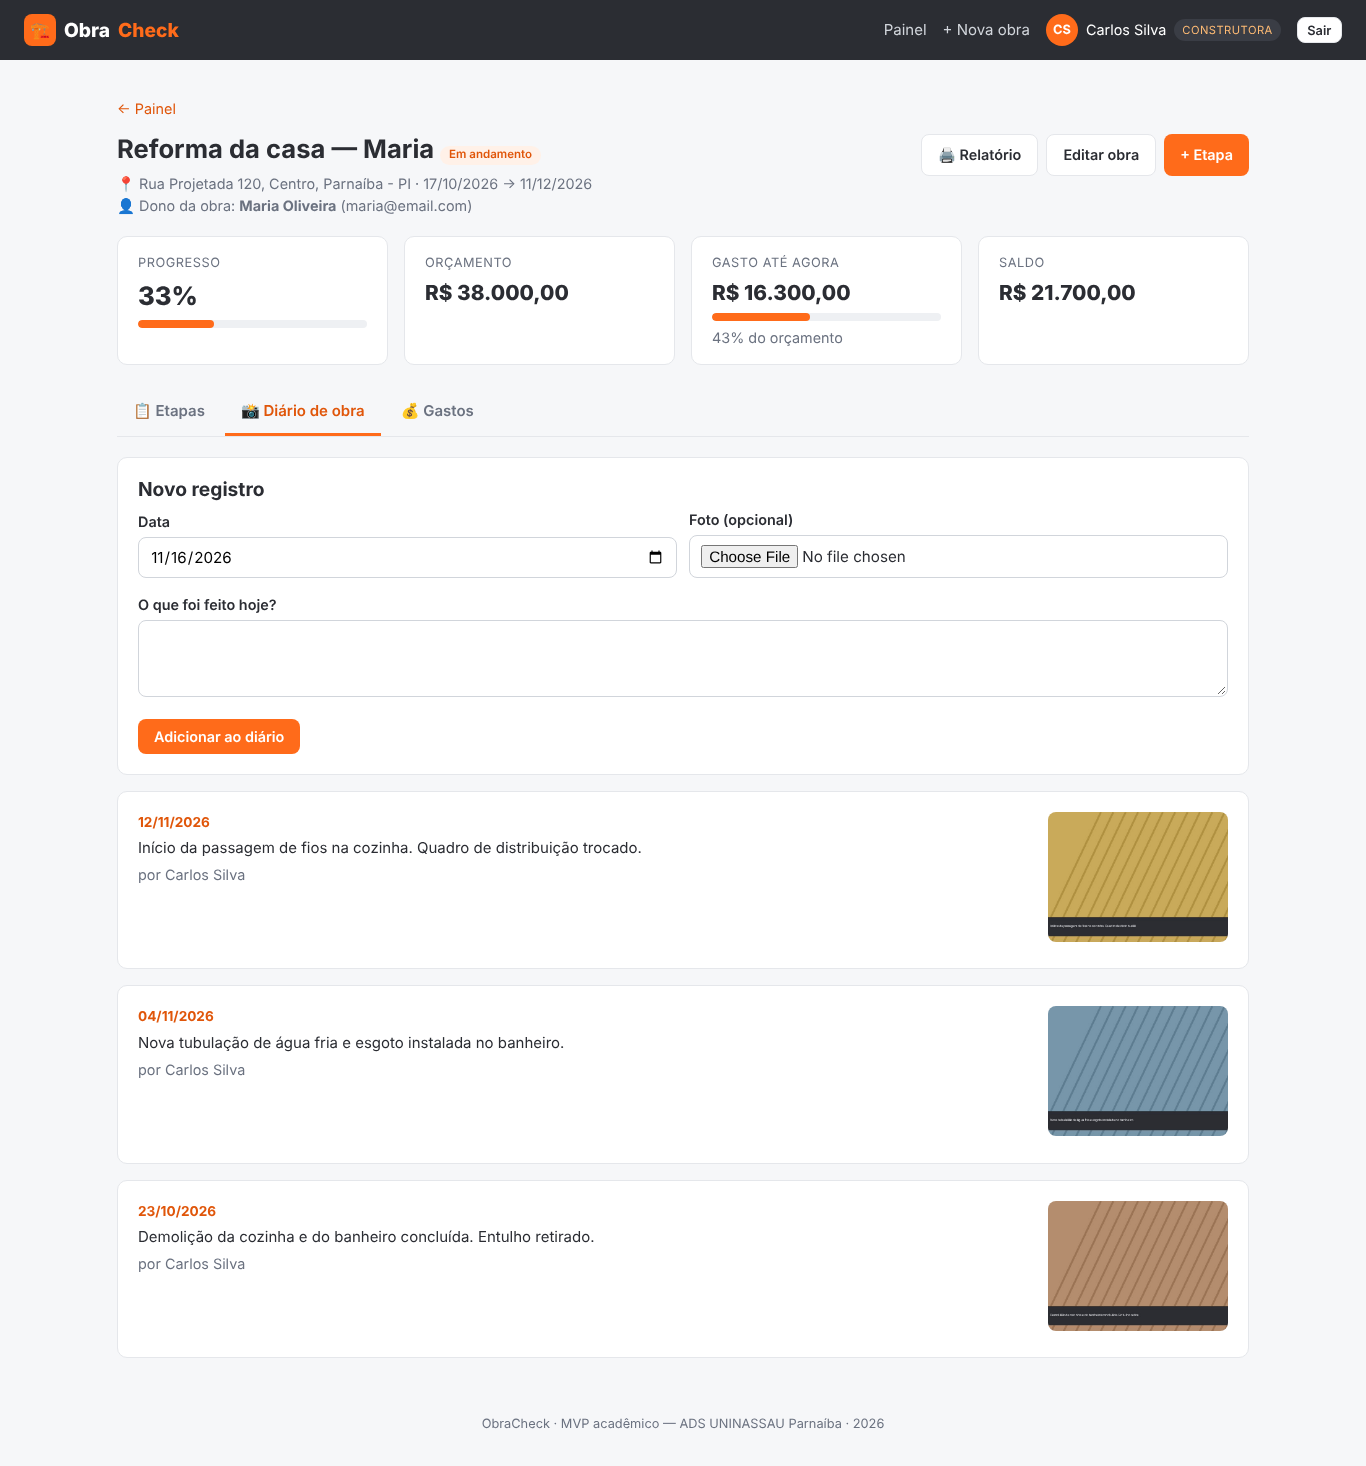 Obra Check
Painel
+ Nova obra
CS
Carlos Silva
CONSTRUTORA
Sair
← Painel
Reforma da casa — Maria
Em andamento
Rua Projetada 120, Centro, Parnaíba - PI · 17/10/2026 → 11/12/2026
Dono da obra: Maria Oliveira (maria@email.com)
Relatório
Editar obra
+ Etapa
PROGRESSO
33%
ORÇAMENTO
R$ 38.000,00
GASTO ATÉ AGORA
R$ 16.300,00
43% do orçamento
SALDO
R$ 21.700,00
Etapas
Diário de obra
Gastos
Novo registro
Data
11/16/2026
Foto (opcional)
Choose File No file chosen
O que foi feito hoje?
Adicionar ao diário
12/11/2026
Início da passagem de fios na cozinha. Quadro de distribuição trocado.
por Carlos Silva
04/11/2026
Nova tubulação de água fria e esgoto instalada no banheiro.
por Carlos Silva
23/10/2026
Demolição da cozinha e do banheiro concluída. Entulho retirado.
por Carlos Silva
ObraCheck · MVP acadêmico — ADS UNINASSAU Parnaíba · 2026